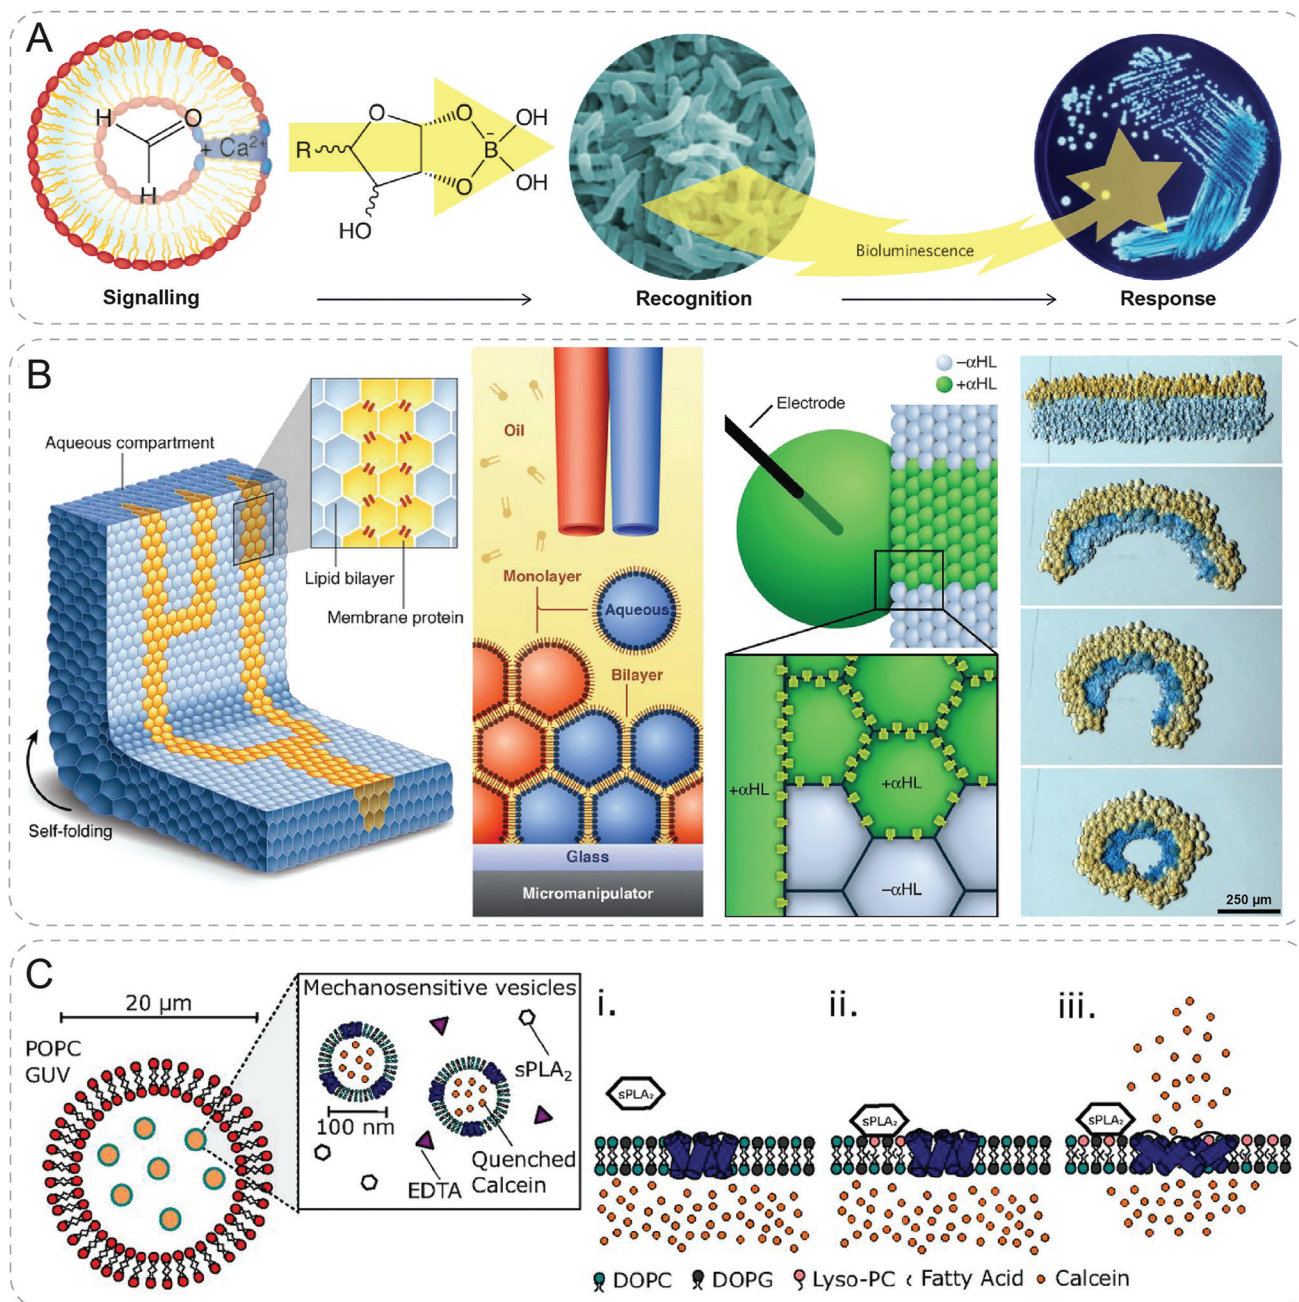 A
H
O
H
+ Ca²⁺
R
O
O
O
B
−
OH
OH
HO
Bioluminescence
Signalling
Recognition
Response
B
Aqueous compartment
Lipid bilayer
Membrane protein
Self-folding
Oil
Monolayer
Aqueous
Bilayer
Glass
Micromanipulator
−αHL
+αHL
Electrode
+αHL
+αHL
−αHL
250 µm
C
20 µm
POPC
GUV
Mechanosensitive vesicles
sPLA₂
100 nm
Quenched
Calcein
EDTA
i.
sPLA₂
ii.
sPLA₂
iii.
sPLA₂
DOPC DOPG Lyso-PC Fatty Acid Calcein